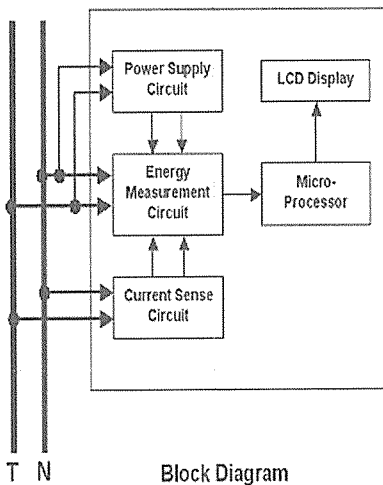 Power Supply
Circuit
LCD Display
Energy
Measurement
Circuit
Micro-
Processor
Current Sense
Circuit
T N
Block Diagram